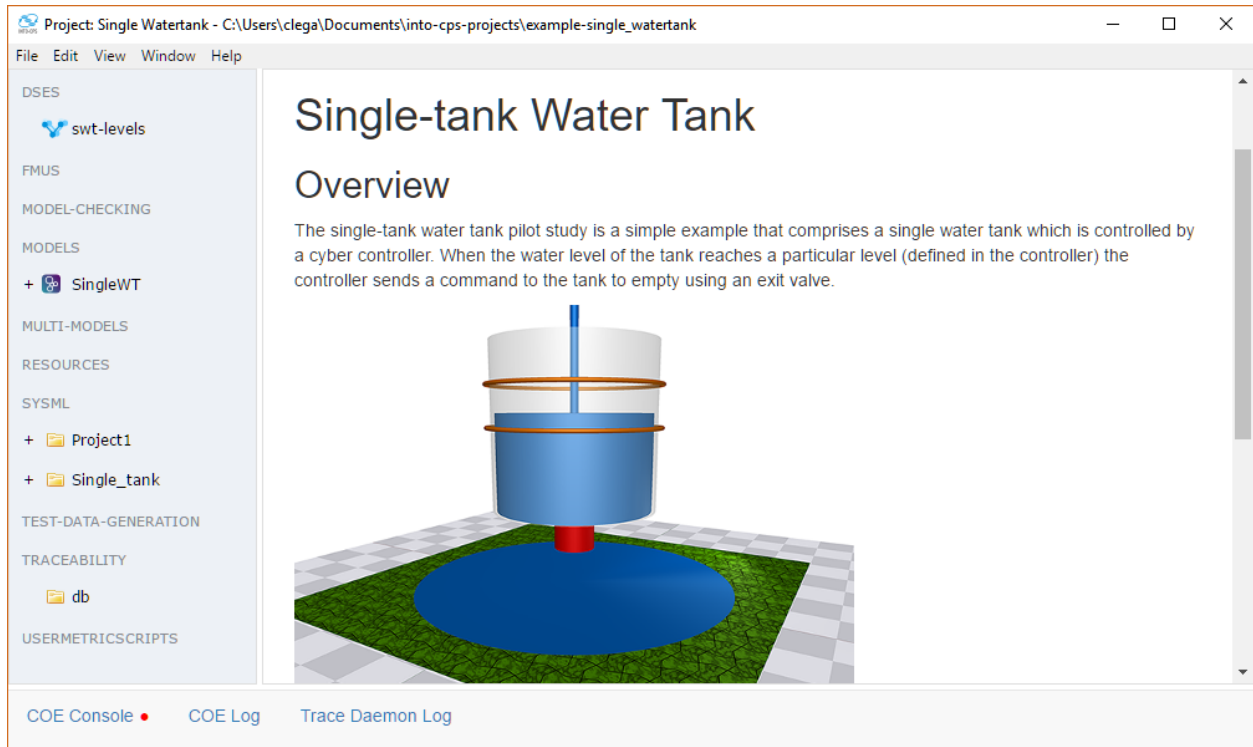 Project: Single Watertank - C:\Users\clega\Documents\into-cps-projects\example-single_watertank
File Edit View Window Help
DSES
swt-levels
FMUS
MODEL-CHECKING
MODELS
+ SingleWT
MULTI-MODELS
RESOURCES
SYSML
+ Project1
+ Single_tank
TEST-DATA-GENERATION
TRACEABILITY
db
USERMETRICSCRIPTS
Single-tank Water Tank
Overview
The single-tank water tank pilot study is a simple example that comprises a single water tank which is controlled by
a cyber controller. When the water level of the tank reaches a particular level (defined in the controller) the
controller sends a command to the tank to empty using an exit valve.
COE Console COE Log Trace Daemon Log